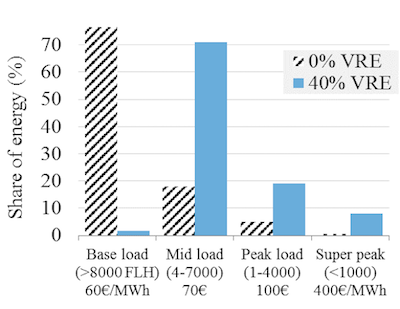 Share of energy (%)
70
60
50
40
30
20
10
0
0% VRE
40% VRE
Base load Mid load Peak load Super peak
(>8000 FLH) (4-7000) (1-4000) (<1000)
60€/MWh 70€ 100€ 400€/MWh